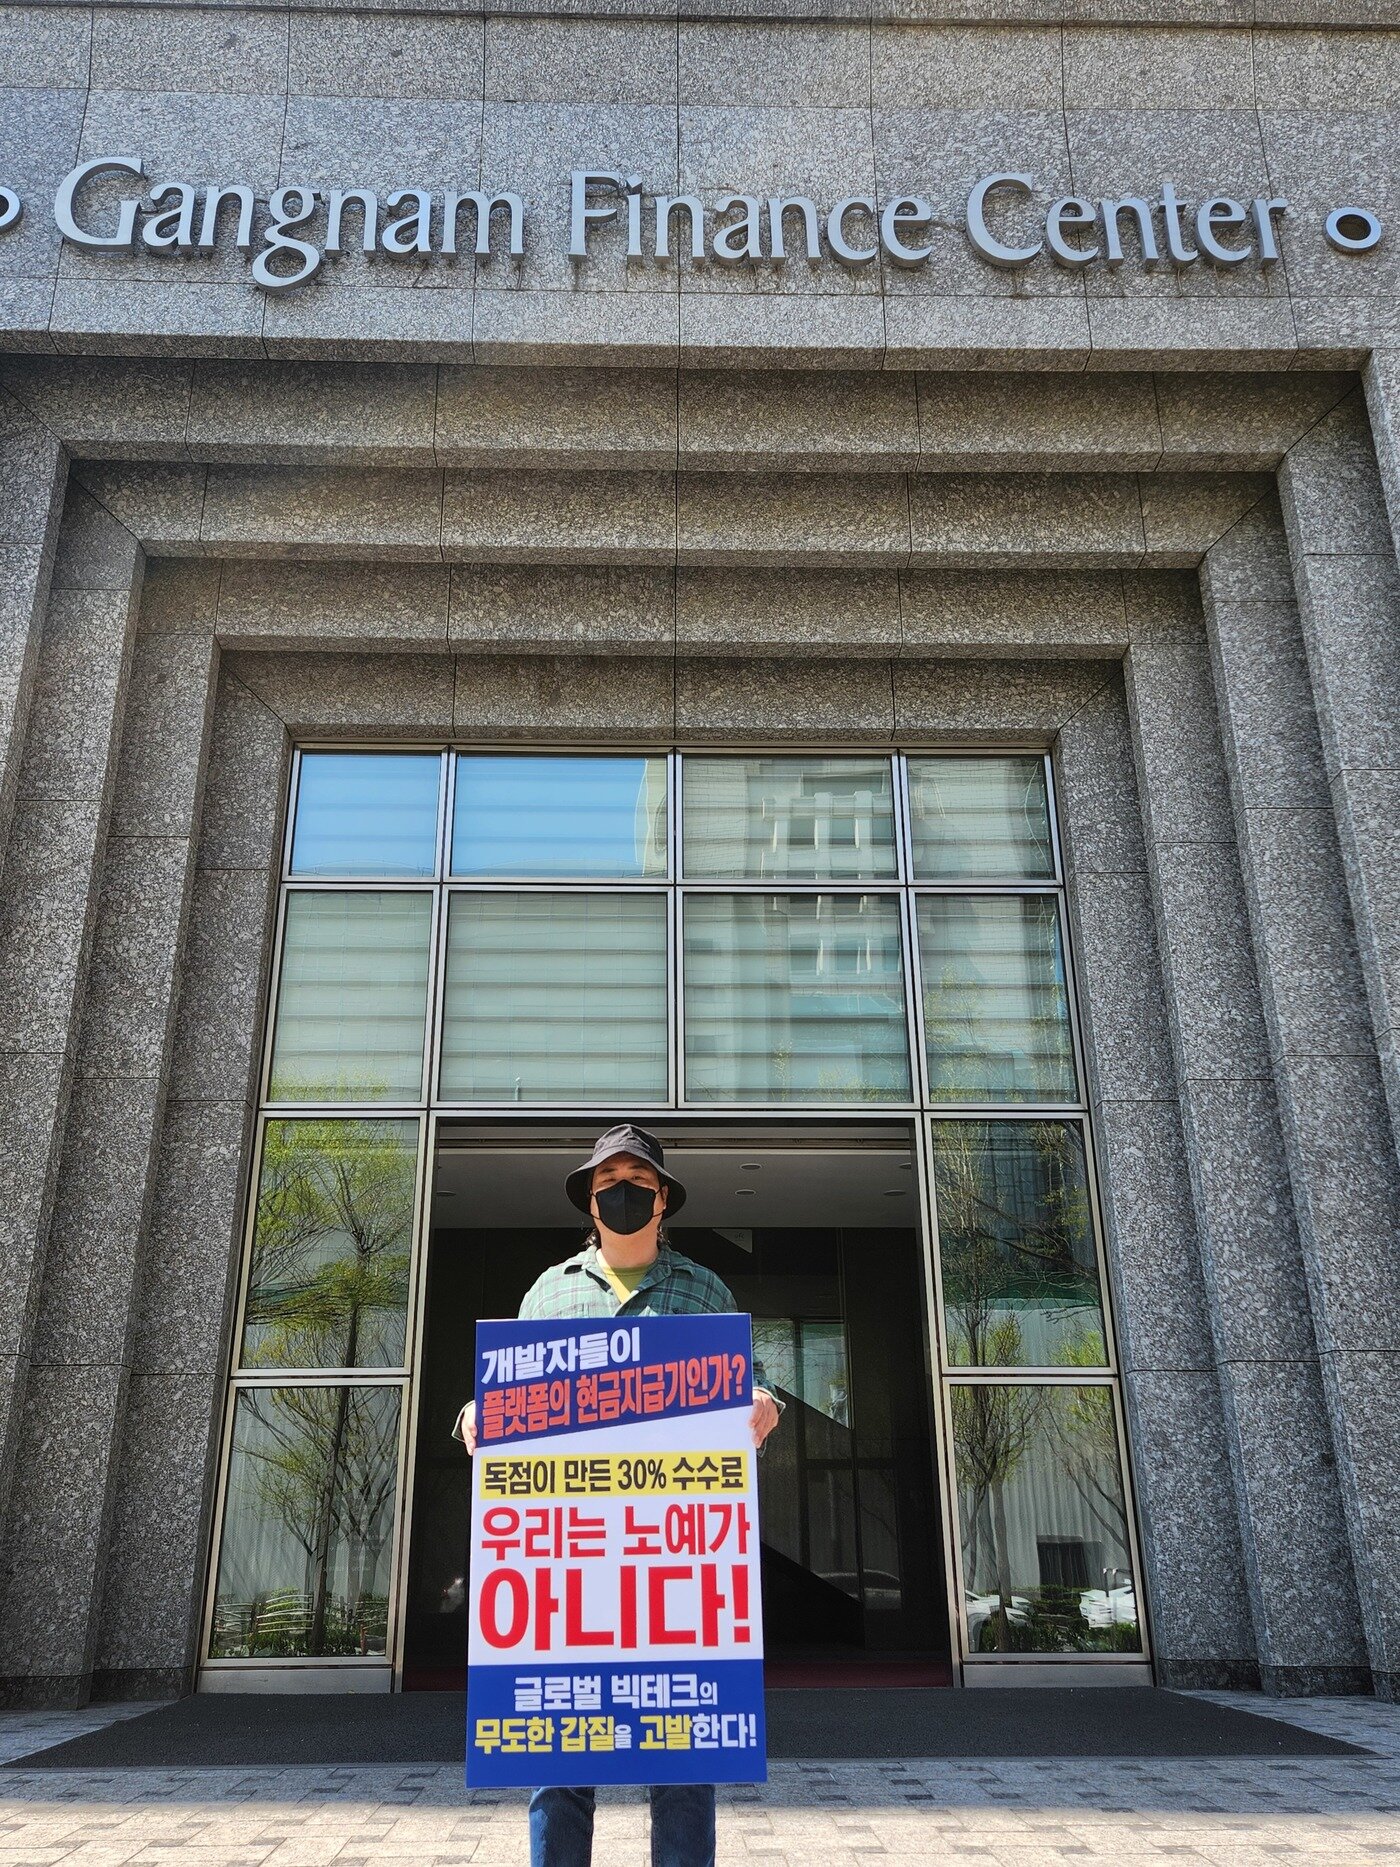 Gangnam Finance Center
개발자들이
플랫폼의 현금지급기인가?
독점이 만든 30% 수수료
우리는 노예가
아니다!
글로벌 빅테크의
무도한 갑질을 고발한다!